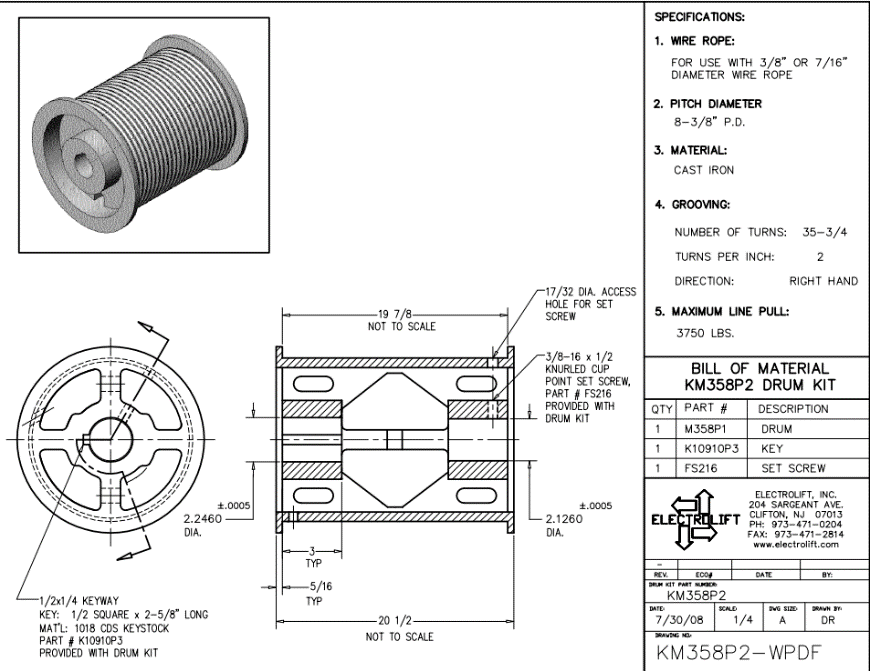 SPECIFICATIONS:
1. WIRE ROPE:
FOR USE WITH 3/8" OR 7/16"
DIAMETER WIRE ROPE
2. PITCH DIAMETER
8-3/8" P.D.
3. MATERIAL:
CAST IRON
4. GROOVING:
NUMBER OF TURNS: 35-3/4
TURNS PER INCH: 2
DIRECTION: RIGHT HAND
5. MAXIMUM LINE PULL:
3750 LBS.
19 7/8
NOT TO SCALE
17/32 DIA. ACCESS
HOLE FOR SET
SCREW
3/8-16 x 1/2
KNURLED CUP
POINT SET SCREW,
PART # FS216
PROVIDED WITH
DRUM KIT
±.0005
2.2460
DIA.
±.0005
2.1260
DIA.
3
TYP
5/16
TYP
20 1/2
NOT TO SCALE
1/2x1/4 KEYWAY
KEY: 1/2 SQUARE x 2-5/8" LONG
MAT'L: 1018 CDS KEYSTOCK
PART # K10910P3
PROVIDED WITH DRUM KIT
BILL OF MATERIAL
KM358P2 DRUM KIT
QTY PART # DESCRIPTION
1 M358P1 DRUM
1 K10910P3 KEY
1 FS216 SET SCREW
ELECTROLIFT
ELECTROLIFT, INC.
204 SARGEANT AVE.
CLIFTON, NJ 07013
PH: 973-471-0204
FAX: 973-471-2814
www.electrolift.com
-
REV. ECO# DATE BY:
DRUM KIT PART NUMBER:
KM358P2
DATE: SCALE: DWG SIZE: DRAWN BY:
7/30/08 1/4 A DR
DRAWING NO.
KM358P2-WPDF